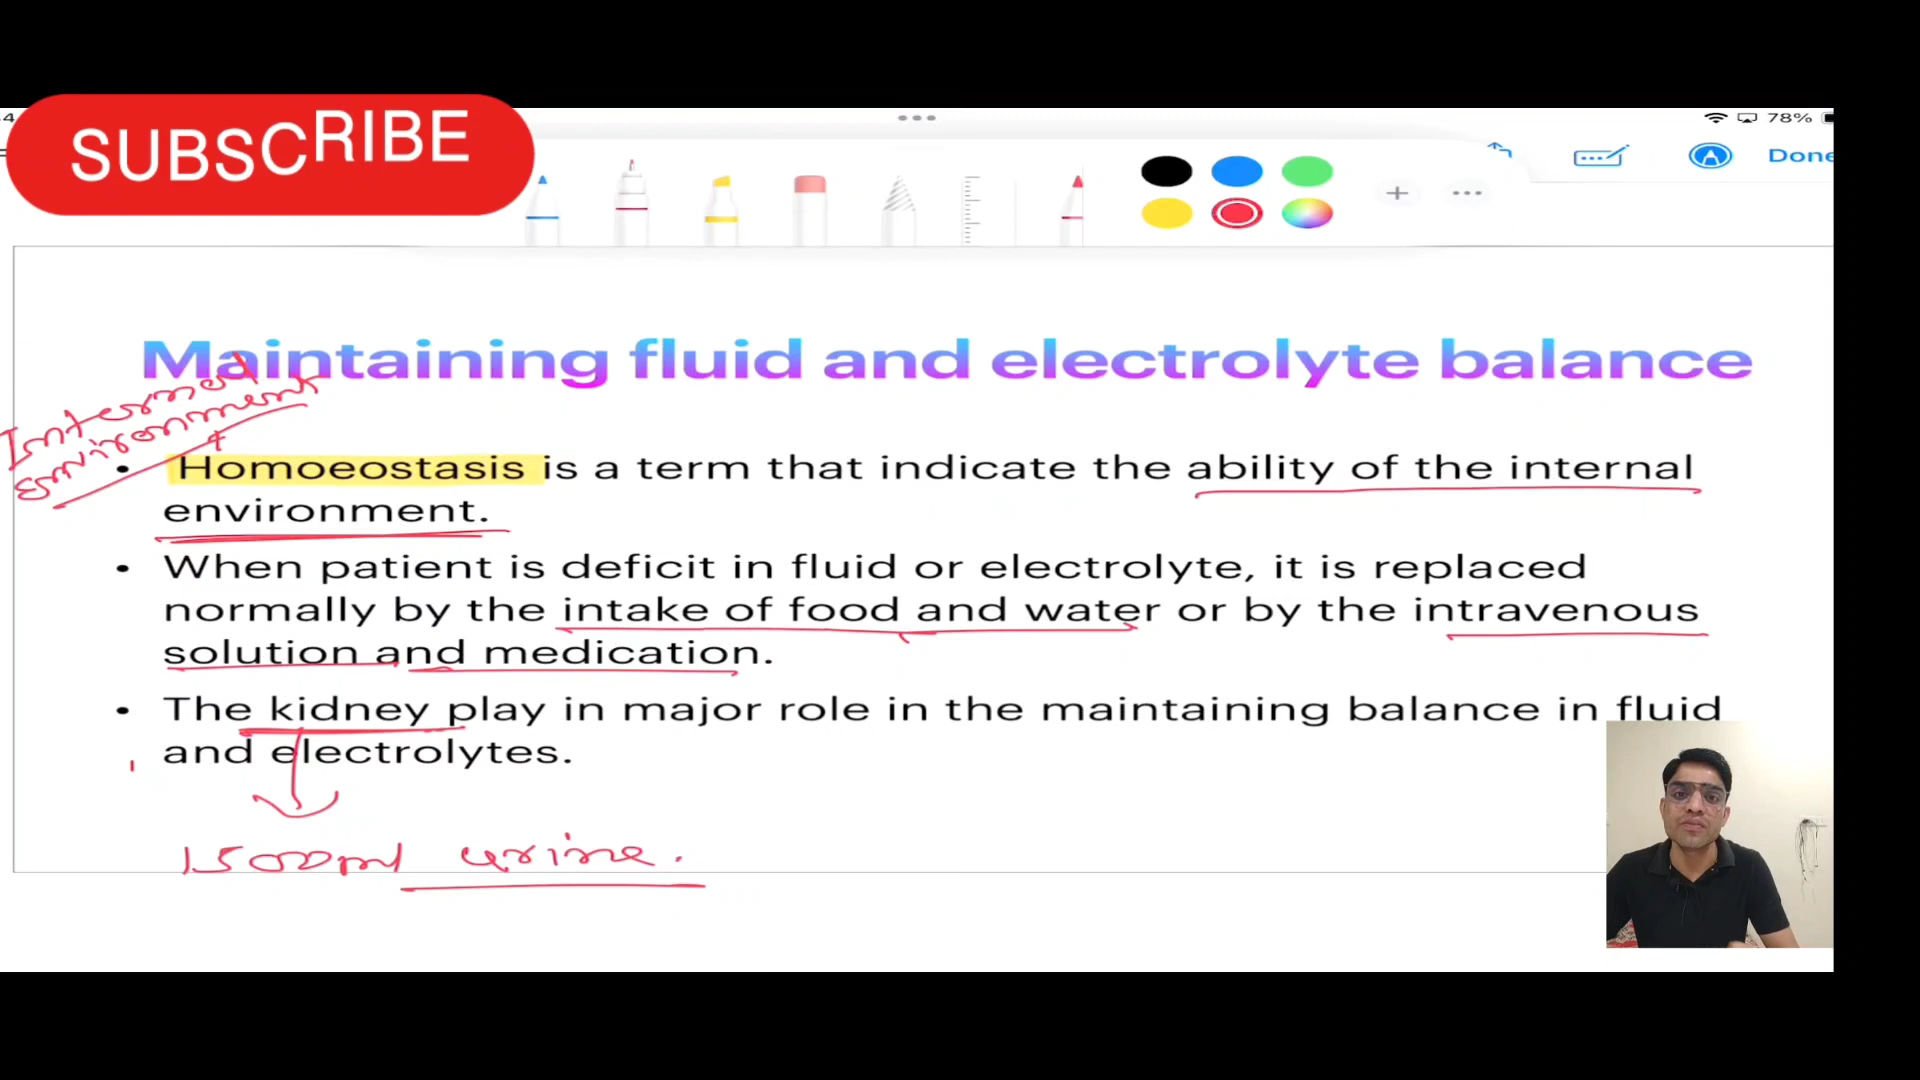 SUBSCRIBE
78%
Done
Maintaining fluid and electrolyte balance
Internal
environment
• Homoeostasis is a term that indicate the ability of the internal
environment.
• When patient is deficit in fluid or electrolyte, it is replaced
normally by the intake of food and water or by the intravenous
solution and medication.
• The kidney play in major role in the maintaining balance in fluid
and electrolytes.
1500ml urine.